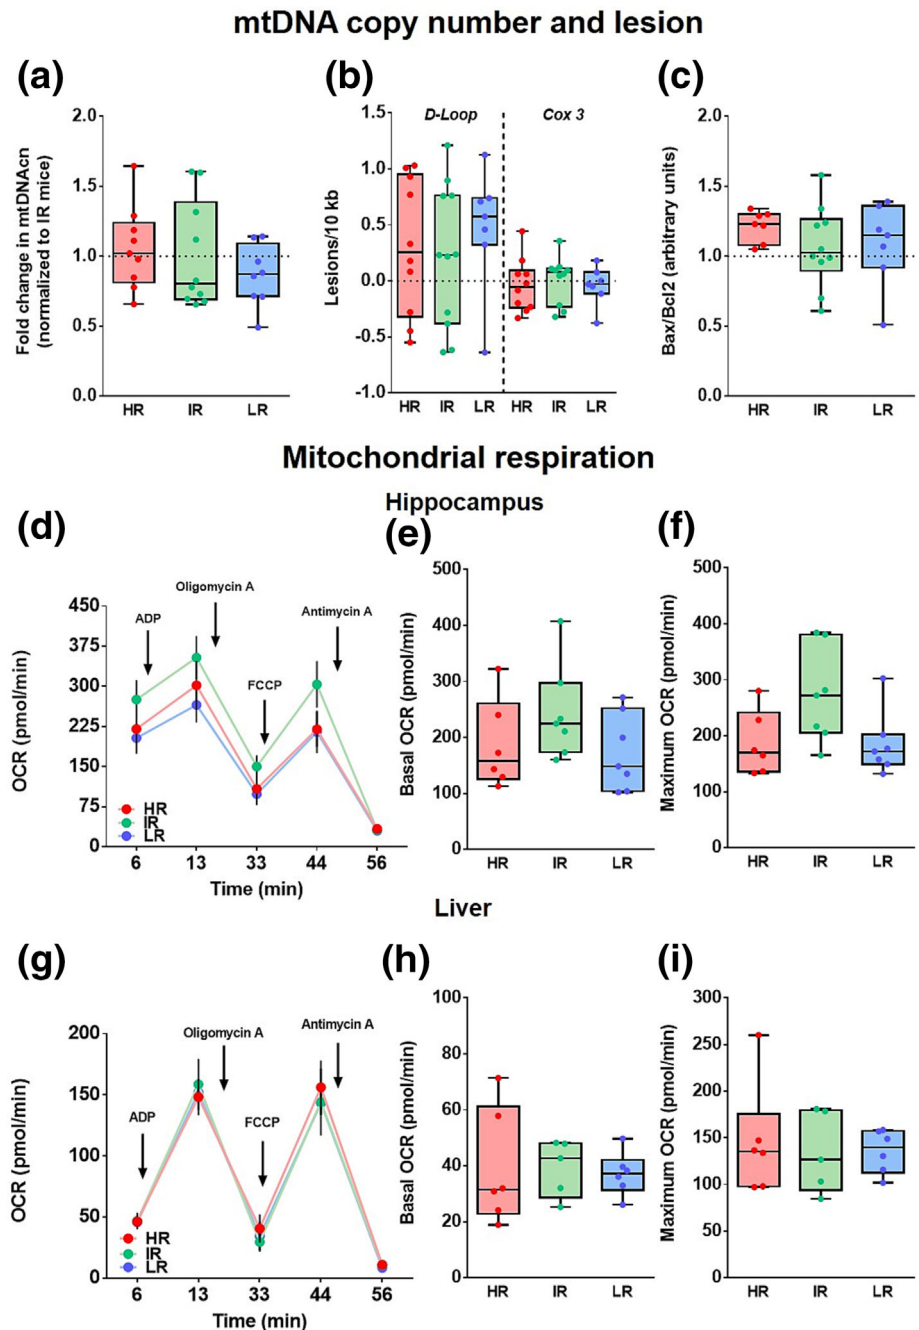 mtDNA copy number and lesion
(a)
Fold change in mtDNAcn
(normalized to IR mice)
2.0
1.5
1.0
0.5
0.0
HR IR LR
(b)
Lesions/10 kb
D-Loop Cox 3
1.5
1.0
0.5
0.0
-0.5
-1.0
HR IR LR HR IR LR
(c)
Bax/Bcl2 (arbitrary units)
2.0
1.5
1.0
0.5
0.0
HR IR LR
Mitochondrial respiration
Hippocampus
(d)
OCR (pmol/min)
450
375
300
225
150
75
0
ADP
Oligomycin A
FCCP
Antimycin A
HR
IR
LR
6 13 33 44 56
Time (min)
(e)
Basal OCR (pmol/min)
500
400
300
200
100
0
HR IR LR
(f)
Maximum OCR (pmol/min)
500
400
300
200
100
0
HR IR LR
Liver
(g)
OCR (pmol/min)
200
150
100
50
0
ADP
Oligomycin A
FCCP
Antimycin A
HR
IR
LR
6 13 33 44 56
Time (min)
(h)
Basal OCR (pmol/min)
100
80
60
40
20
0
HR IR LR
(i)
Maximum OCR (pmol/min)
300
250
200
150
100
50
0
HR IR LR